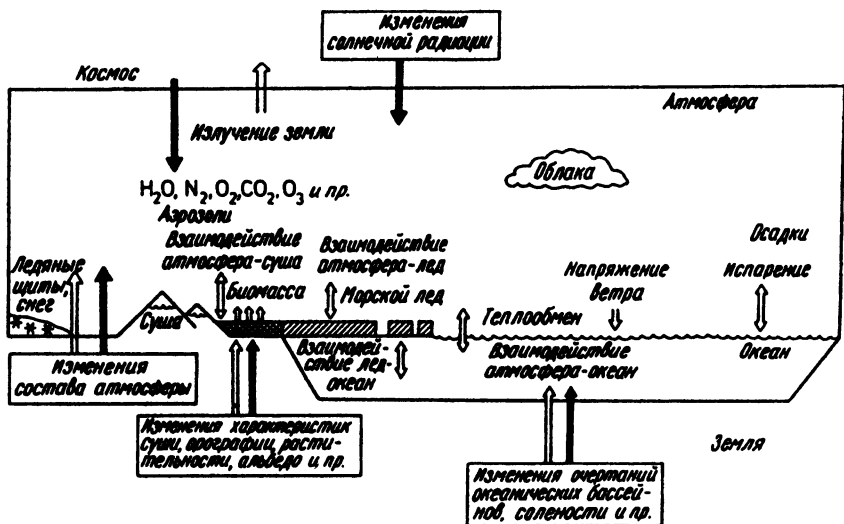 Изменения
солнечной радиации
Космос
Атмосфера
Излучение земли
Облака
H₂O, N₂, O₂, CO₂, O₃ и пр.
Аэрозоли
Взаимодействие
атмосфера-суша
Взаимодействие
атмосфера-лед
Осадки
Ледяные
щиты,
снег
Биомасса
Морской лед
Напряжение
ветра
Испарение
Суша
Теплообмен
Взаимодей-
ствие лед-
океан
Взаимодействие
атмосфера-океан
Океан
Изменения
состава атмосферы
Изменения характеристик
суши, орографии, расти-
тельности, альбедо и пр.
Земля
Изменения очертаний
океанических бассей-
нов, солености и пр.